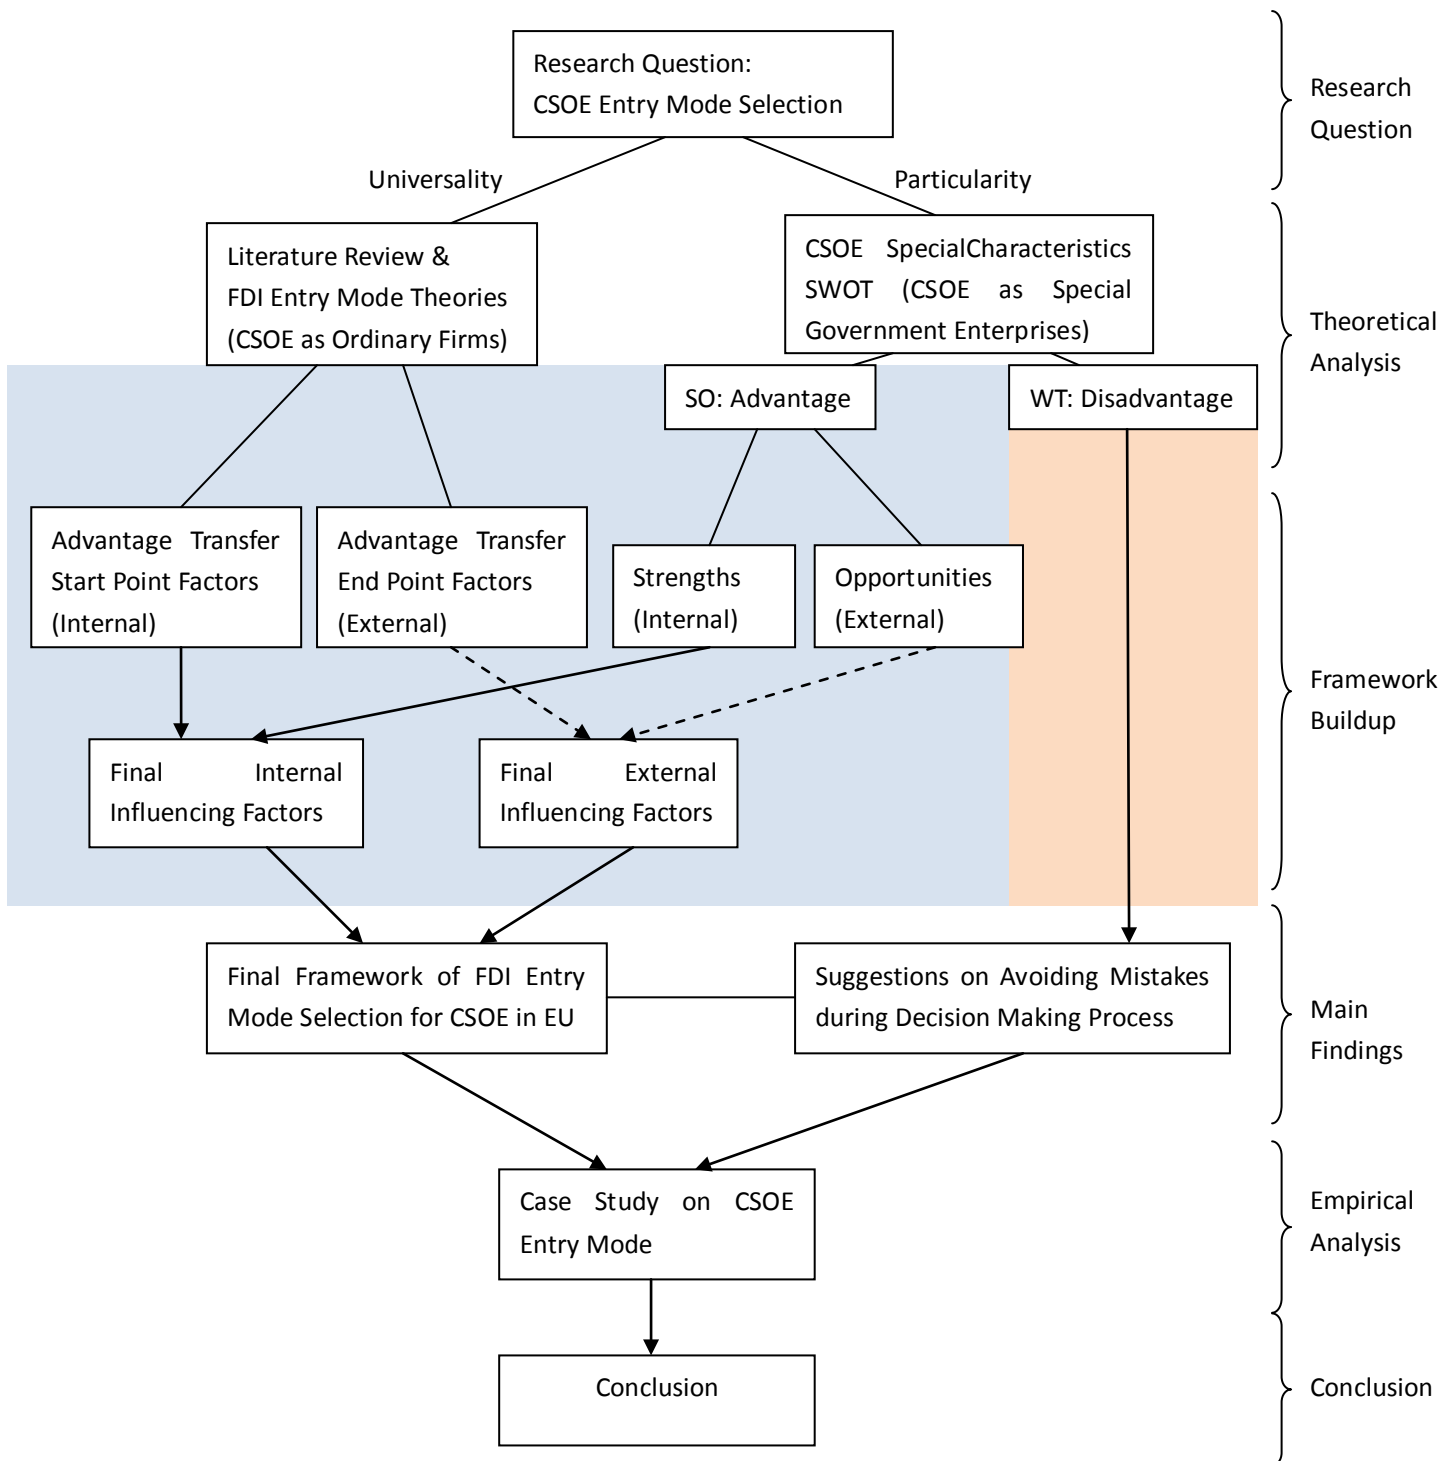 Research Question:
CSOE Entry Mode Selection
Research
Question
Universality
Particularity
Literature Review &
FDI Entry Mode Theories
(CSOE as Ordinary Firms)
CSOE SpecialCharacteristics
SWOT (CSOE as Special
Government Enterprises)
Theoretical
Analysis
SO: Advantage
WT: Disadvantage
Advantage Transfer
Start Point Factors
(Internal)
Advantage Transfer
End Point Factors
(External)
Strengths
(Internal)
Opportunities
(External)
Framework
Buildup
Final Internal
Influencing Factors
Final External
Influencing Factors
Final Framework of FDI Entry
Mode Selection for CSOE in EU
Suggestions on Avoiding Mistakes
during Decision Making Process
Main
Findings
Case Study on CSOE
Entry Mode
Empirical
Analysis
Conclusion
Conclusion